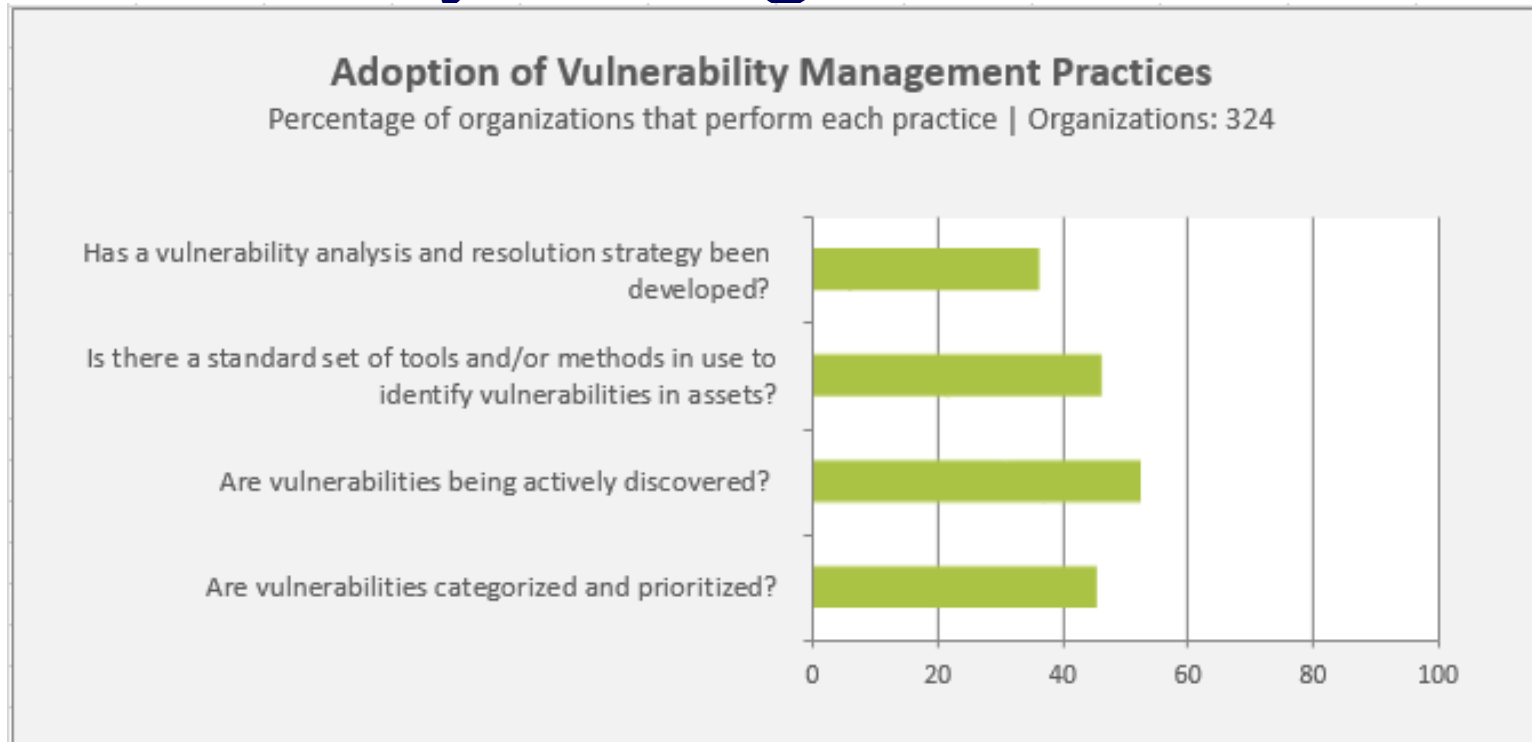 Adoption of Vulnerability Management Practices
Percentage of organizations that perform each practice | Organizations: 324
Has a vulnerability analysis and resolution strategy been
developed?
Is there a standard set of tools and/or methods in use to
identify vulnerabilities in assets?
Are vulnerabilities being actively discovered?
Are vulnerabilities categorized and prioritized?
0 20 40 60 80 100